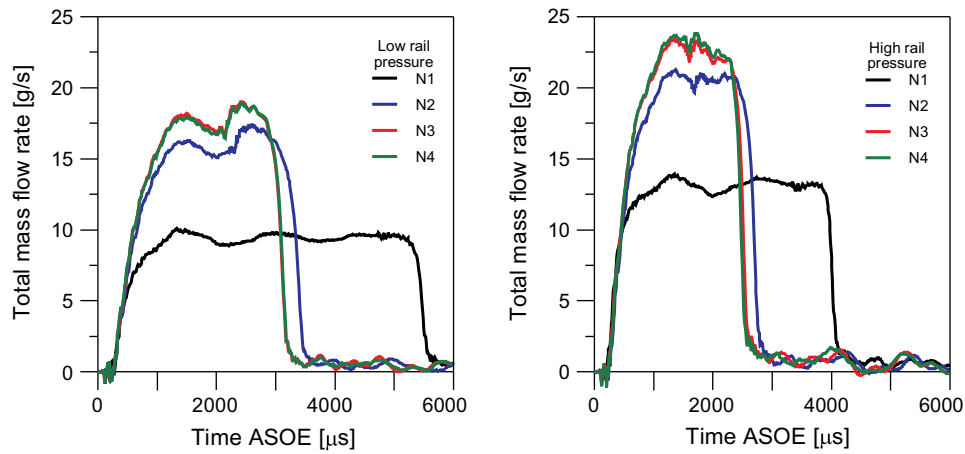 Total mass flow rate [g/s]
25
20
15
10
5
0
0
2000
4000
6000
Time ASOE [μs]
Low rail
pressure
N1
N2
N3
N4
Total mass flow rate [g/s]
25
20
15
10
5
0
0
2000
4000
6000
Time ASOE [μs]
High rail
pressure
N1
N2
N3
N4